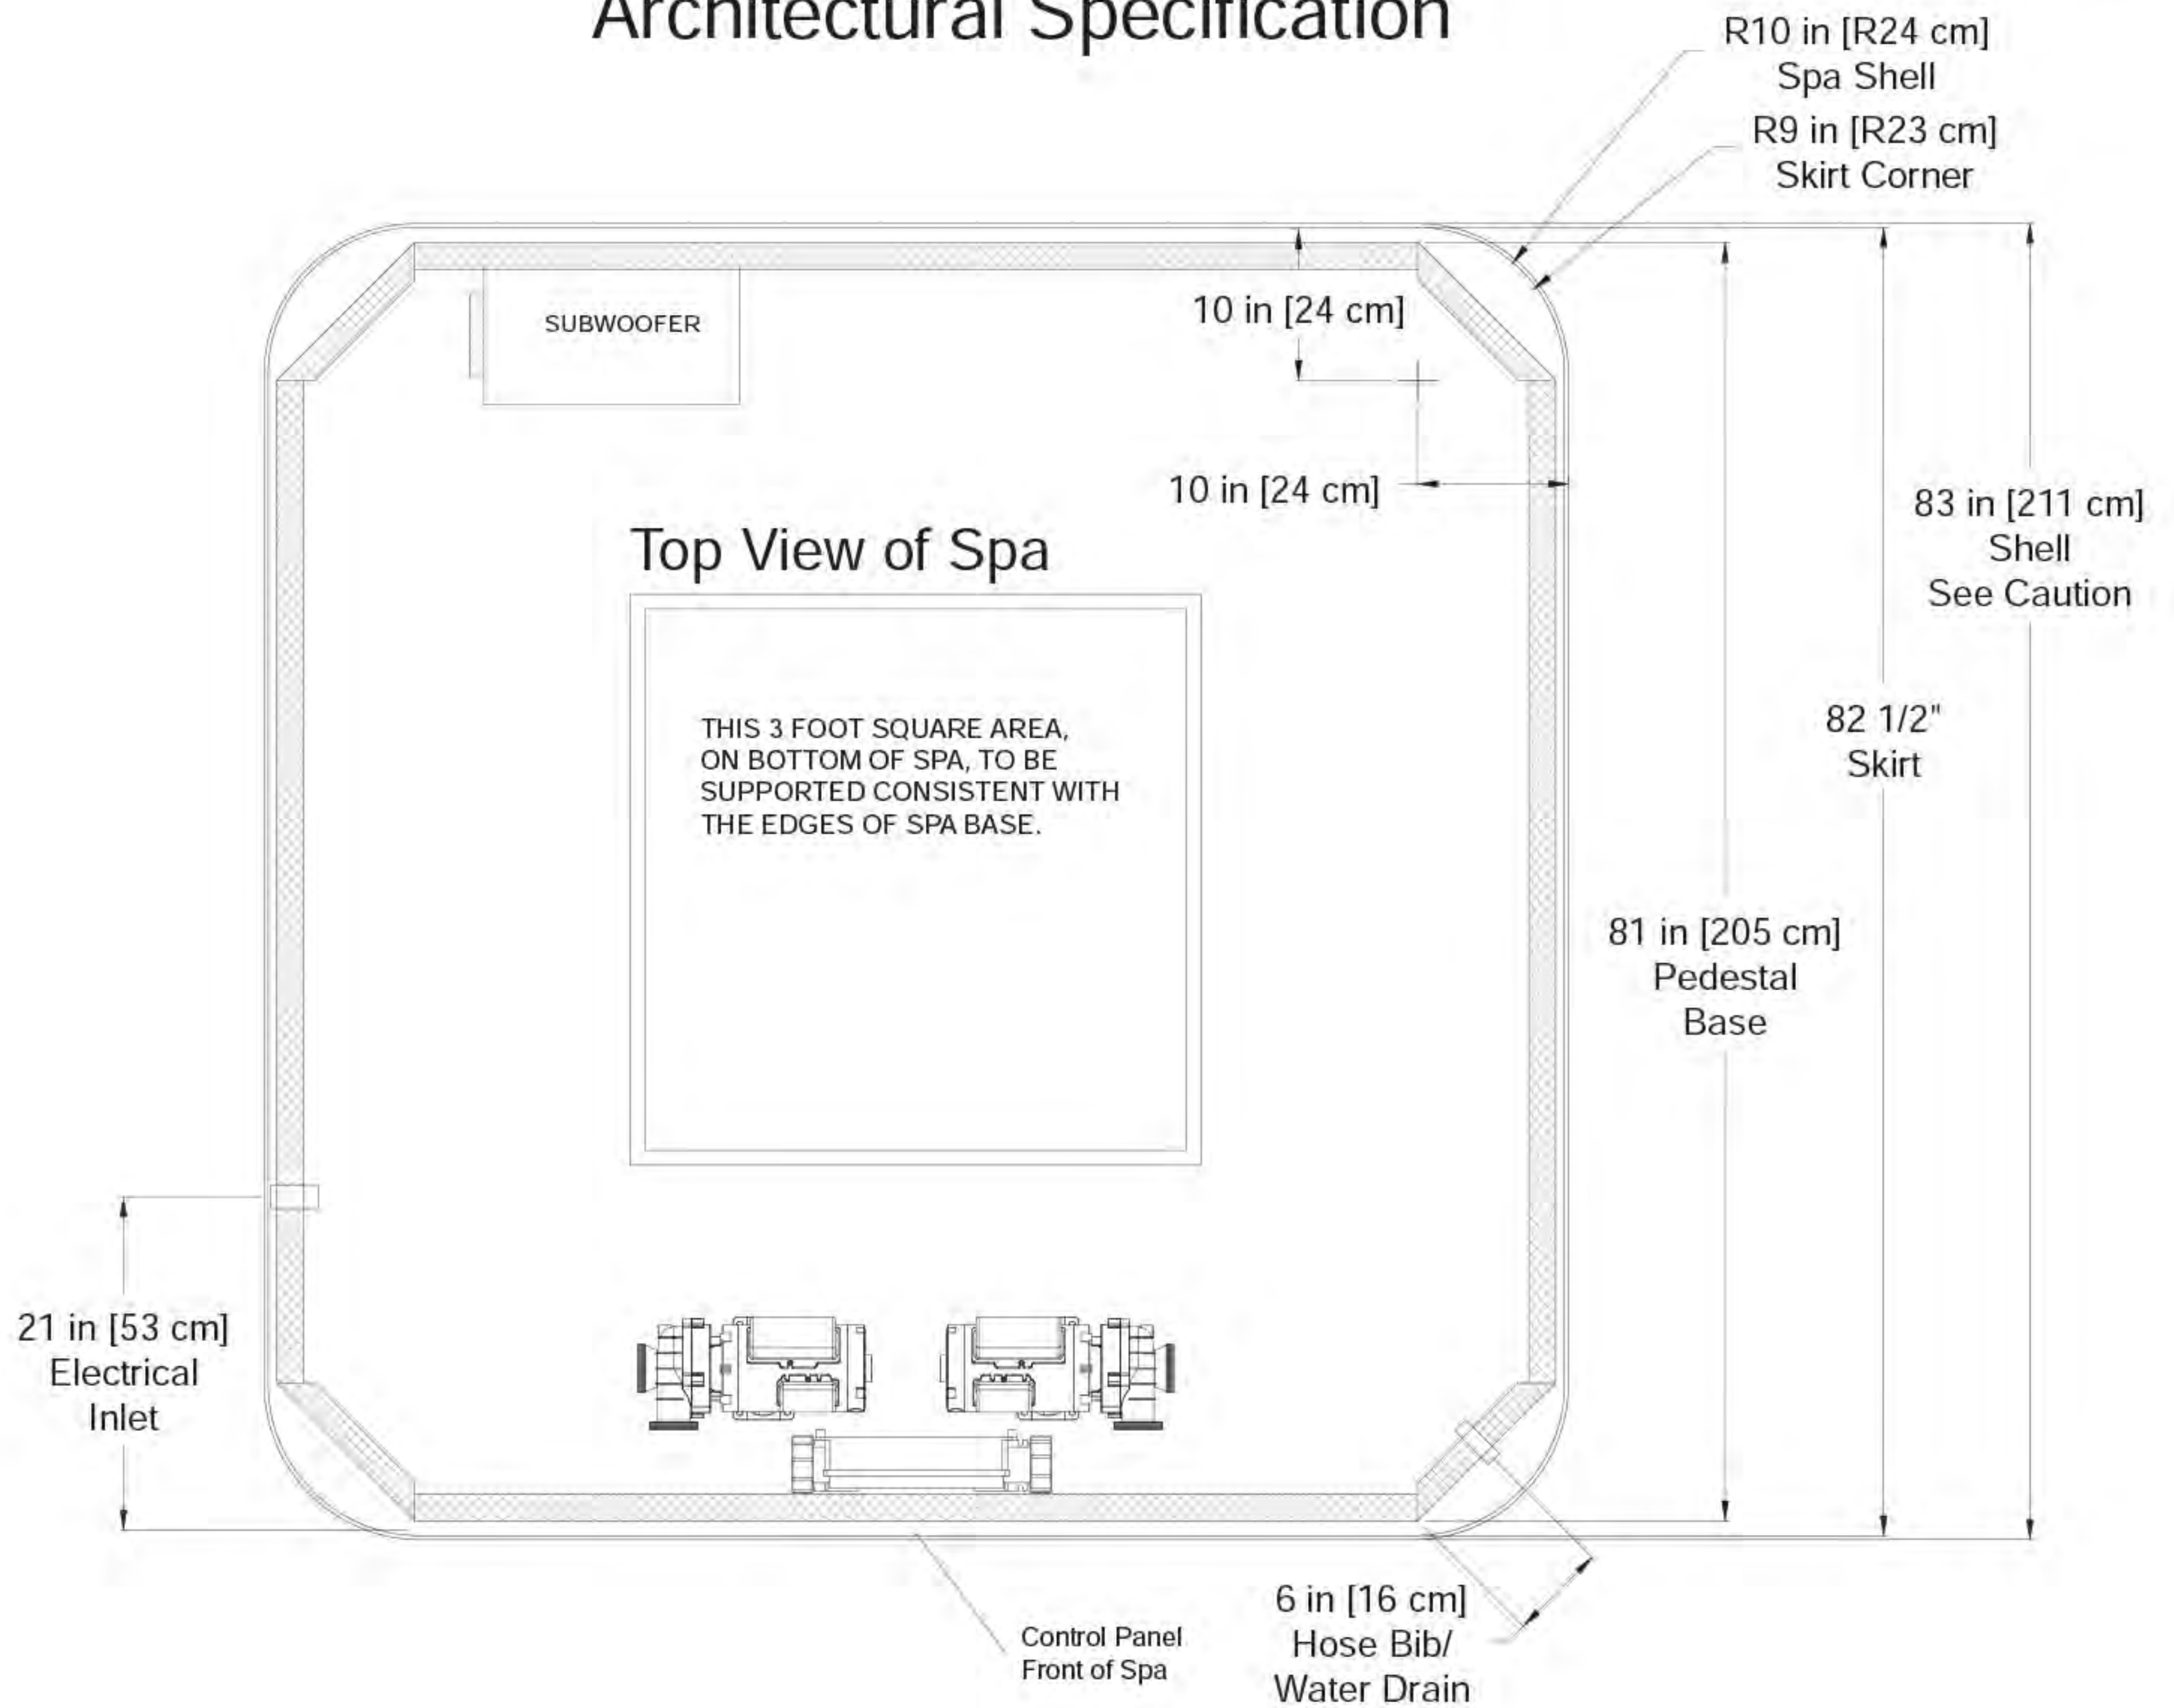 Architectural Specification
R10 in [R24 cm]
Spa Shell
R9 in [R23 cm]
Skirt Corner
SUBWOOFER
10 in [24 cm]
10 in [24 cm]
83 in [211 cm]
Shell
See Caution
Top View of Spa
THIS 3 FOOT SQUARE AREA,
ON BOTTOM OF SPA, TO BE
SUPPORTED CONSISTENT WITH
THE EDGES OF SPA BASE.
82 1/2"
Skirt
81 in [205 cm]
Pedestal
Base
21 in [53 cm]
Electrical
Inlet
Control Panel
Front of Spa
6 in [16 cm]
Hose Bib/
Water Drain